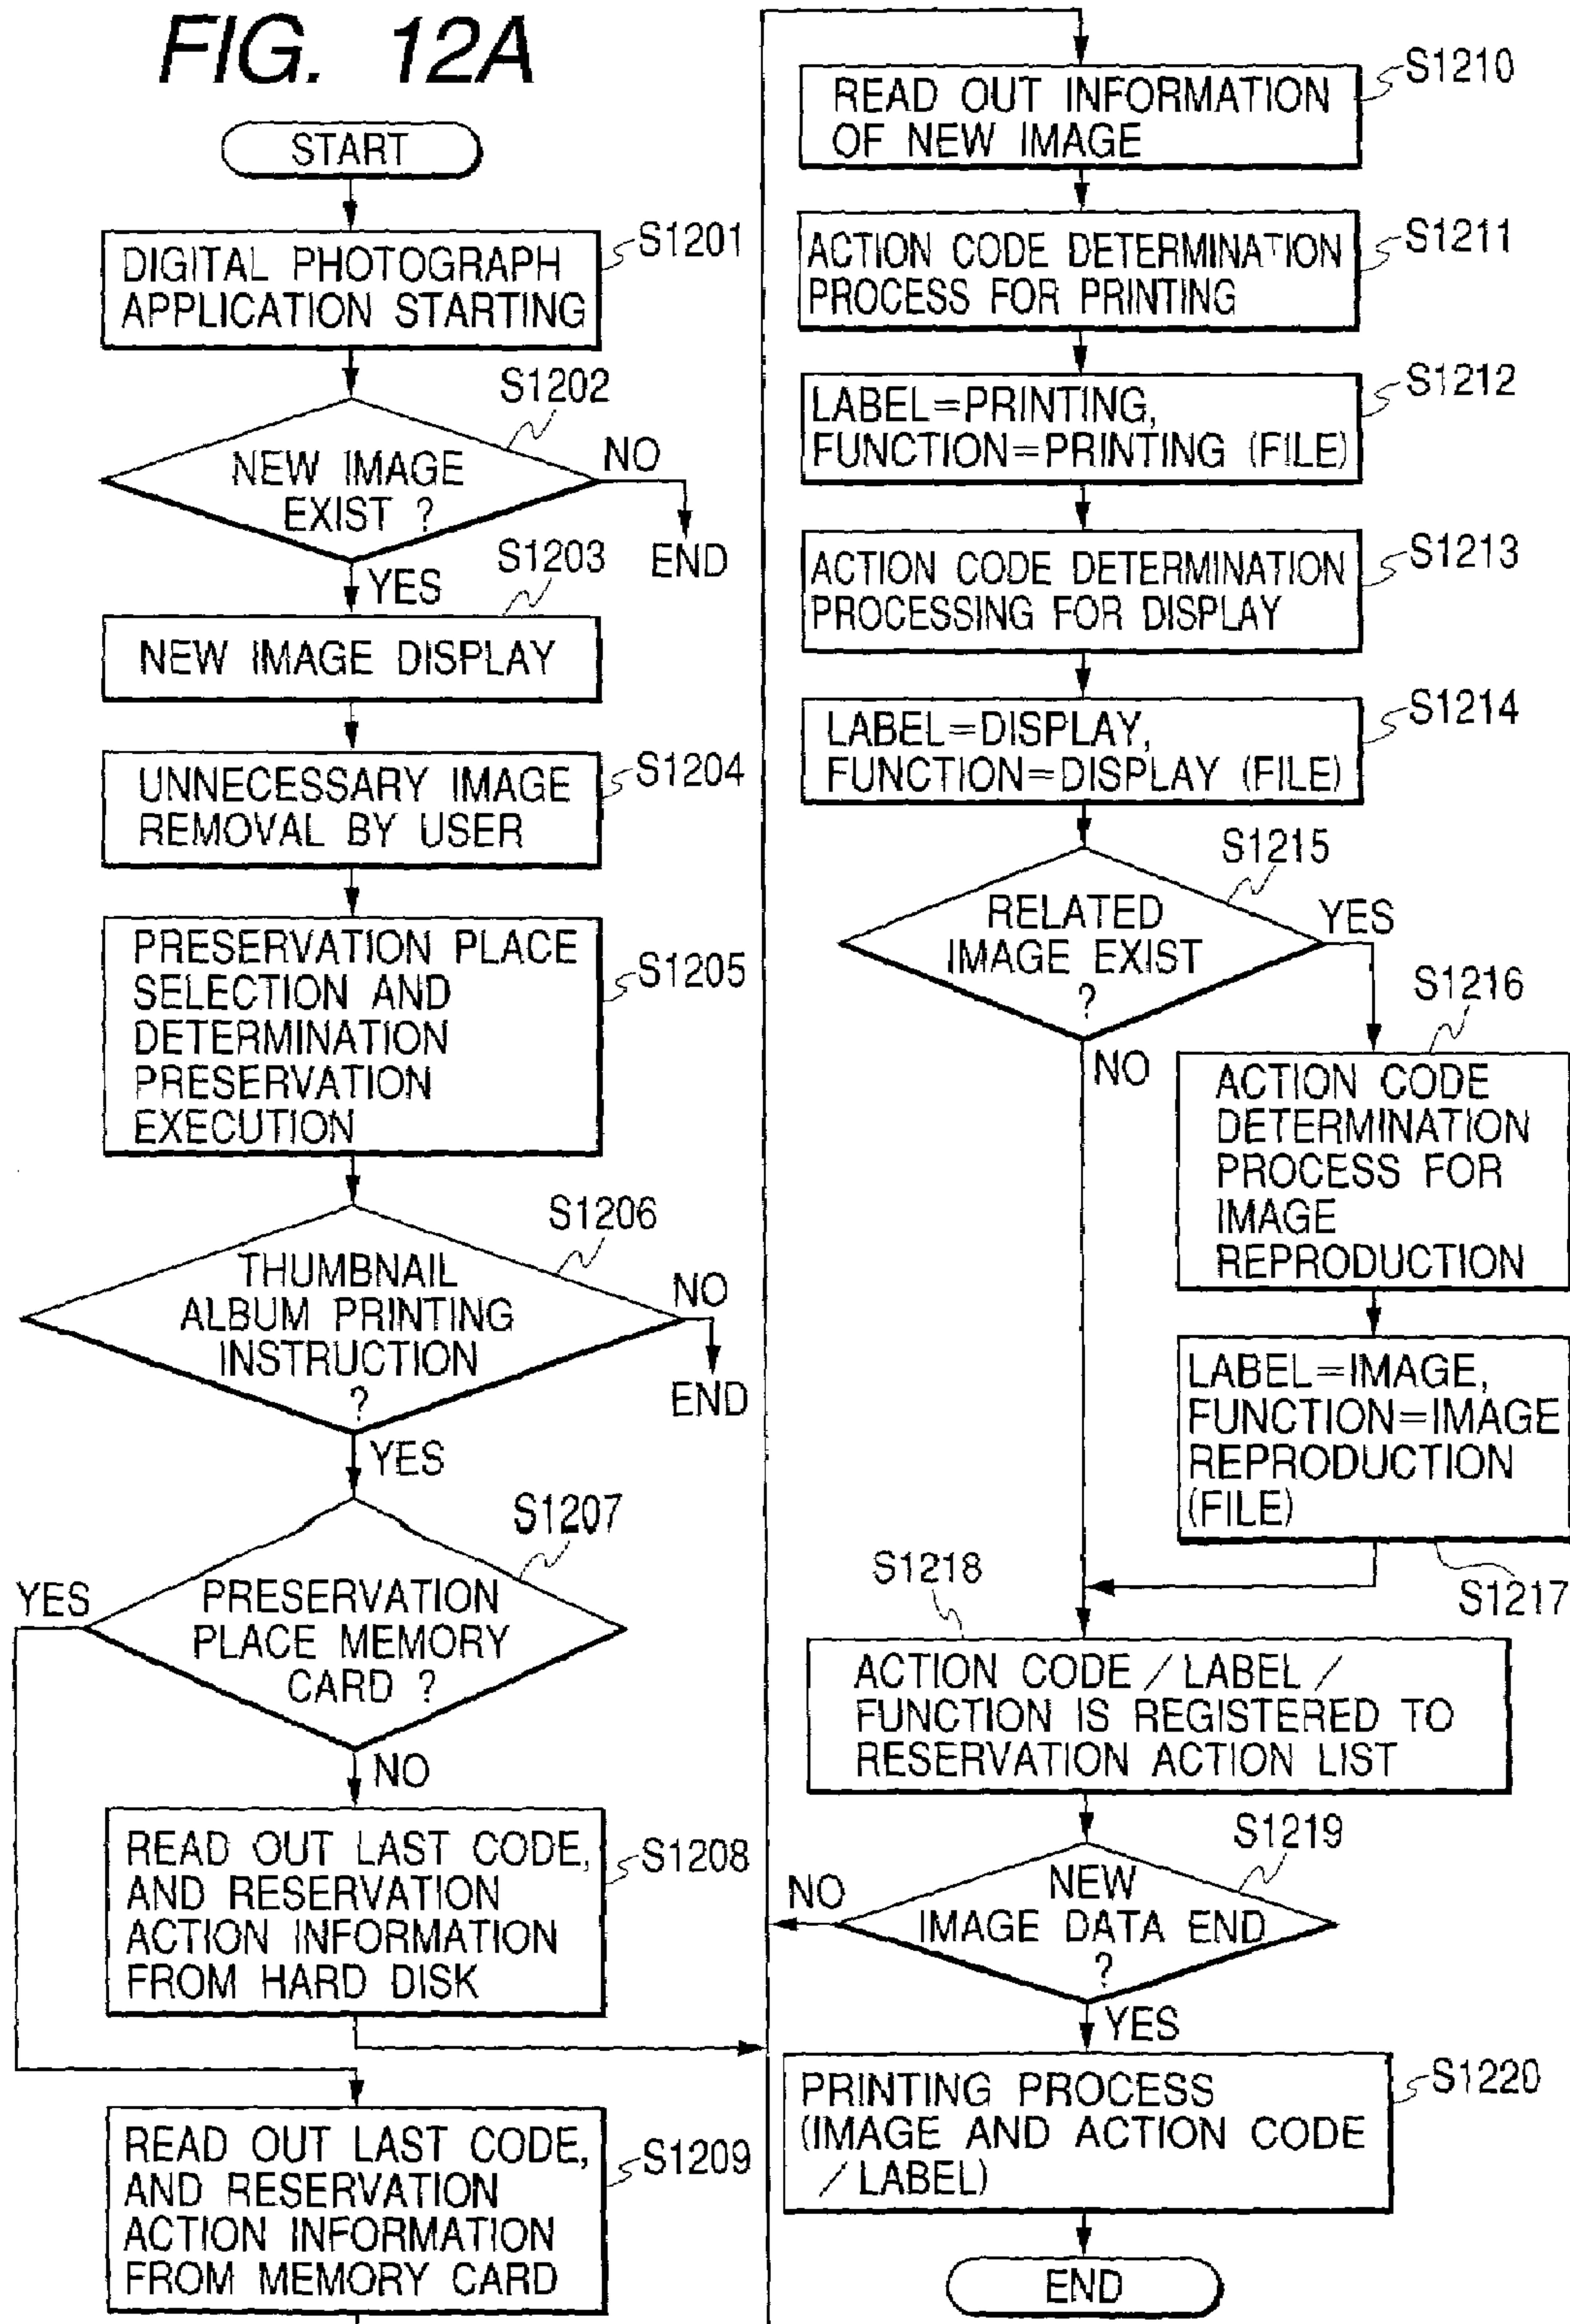 FIG. 12A
START
DIGITAL PHOTOGRAPH
APPLICATION STARTING
S1201
S1202
NEW IMAGE
EXIST ?
NO
END
YES
S1203
NEW IMAGE DISPLAY
UNNECESSARY IMAGE
REMOVAL BY USER
S1204
PRESERVATION PLACE
SELECTION AND
DETERMINATION
PRESERVATION
EXECUTION
S1205
S1206
THUMBNAIL
ALBUM PRINTING
INSTRUCTION
?
NO
END
YES
S1207
YES
PRESERVATION
PLACE MEMORY
CARD ?
NO
READ OUT LAST CODE,
AND RESERVATION
ACTION INFORMATION
FROM HARD DISK
S1208
READ OUT LAST CODE,
AND RESERVATION
ACTION INFORMATION
FROM MEMORY CARD
S1209
READ OUT INFORMATION
OF NEW IMAGE
S1210
ACTION CODE DETERMINATION
PROCESS FOR PRINTING
S1211
LABEL=PRINTING,
FUNCTION=PRINTING (FILE)
S1212
ACTION CODE DETERMINATION
PROCESSING FOR DISPLAY
S1213
LABEL=DISPLAY,
FUNCTION=DISPLAY (FILE)
S1214
S1215
RELATED
IMAGE EXIST
?
YES
NO
S1216
ACTION CODE
DETERMINATION
PROCESS FOR
IMAGE
REPRODUCTION
LABEL=IMAGE,
FUNCTION=IMAGE
REPRODUCTION
(FILE)
S1217
S1218
ACTION CODE / LABEL /
FUNCTION IS REGISTERED TO
RESERVATION ACTION LIST
S1219
NO
NEW
IMAGE DATA END
?
YES
PRINTING PROCESS
(IMAGE AND ACTION CODE
/ LABEL)
S1220
END